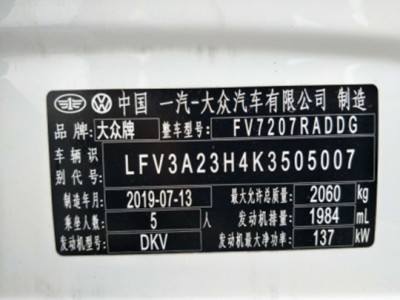 中国 一汽-大众汽车有限公司 制造
品牌 大众牌 整车型号 FV7207RADDG
车辆识别代号 LFV3A23H4K3505007
制造年月 2019-07-13 最大允许总质量 2060 kg
乘坐人数 5 人 发动机排量 1984 mL
发动机型号 DKV 发动机最大净功率 137 kW